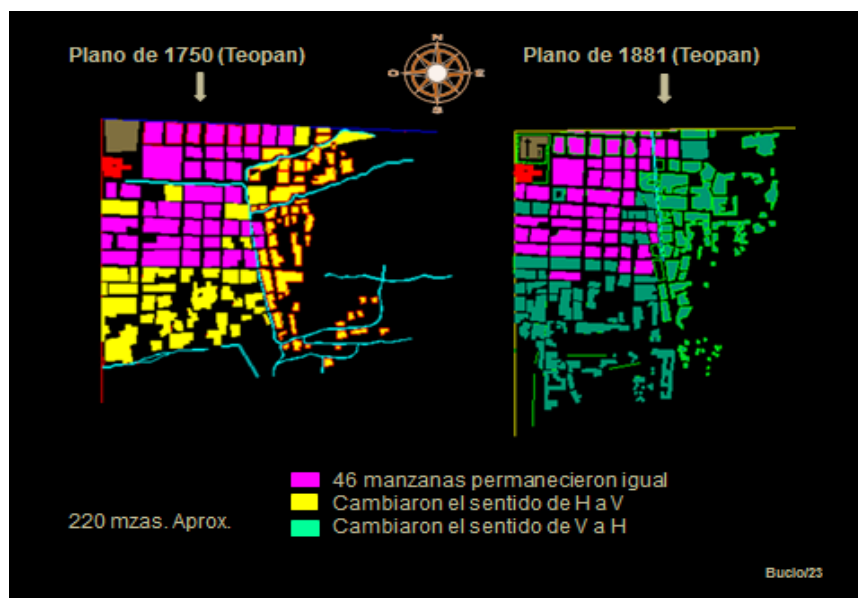 Plano de 1750 (Teopan)
N
O
E
S
Plano de 1881 (Teopan)
46 manzanas permanecieron igual
Cambiaron el sentido de H a V
220 mzas. Aprox.
Cambiaron el sentido de V a H
Bucio/23